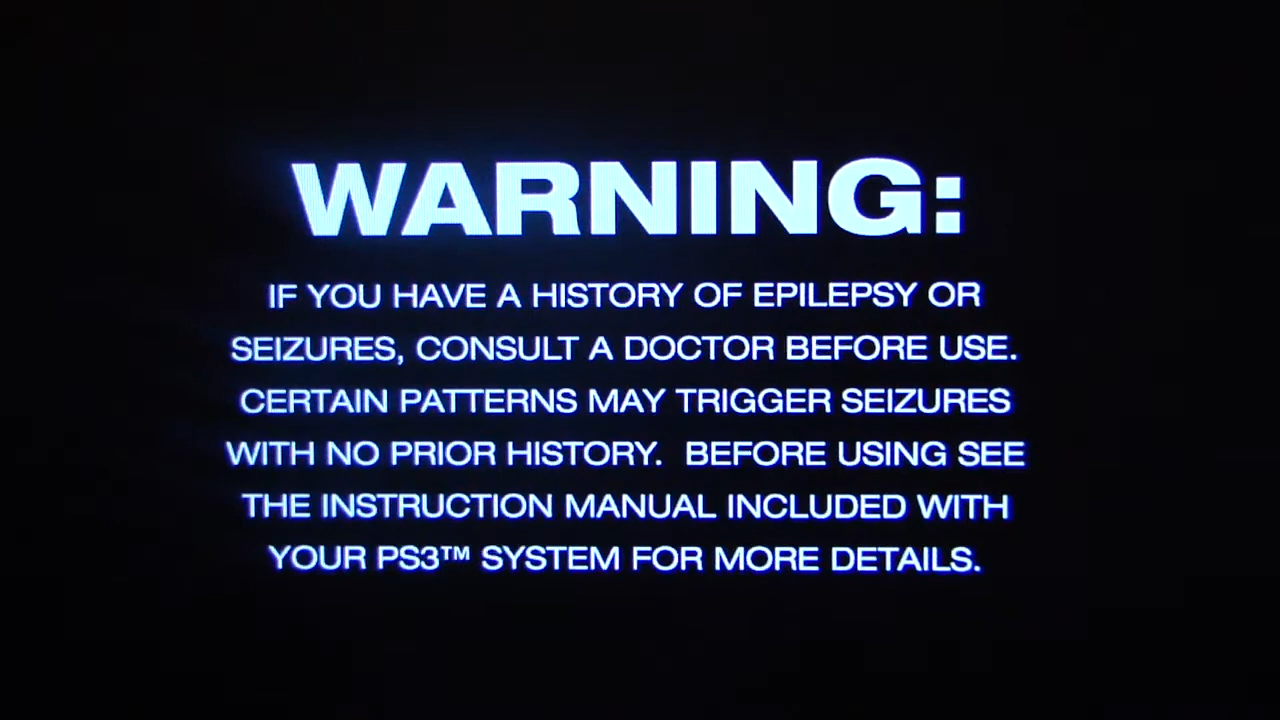 WARNING:
IF YOU HAVE A HISTORY OF EPILEPSY OR
SEIZURES, CONSULT A DOCTOR BEFORE USE.
CERTAIN PATTERNS MAY TRIGGER SEIZURES
WITH NO PRIOR HISTORY.  BEFORE USING SEE
THE INSTRUCTION MANUAL INCLUDED WITH
YOUR PS3™ SYSTEM FOR MORE DETAILS.